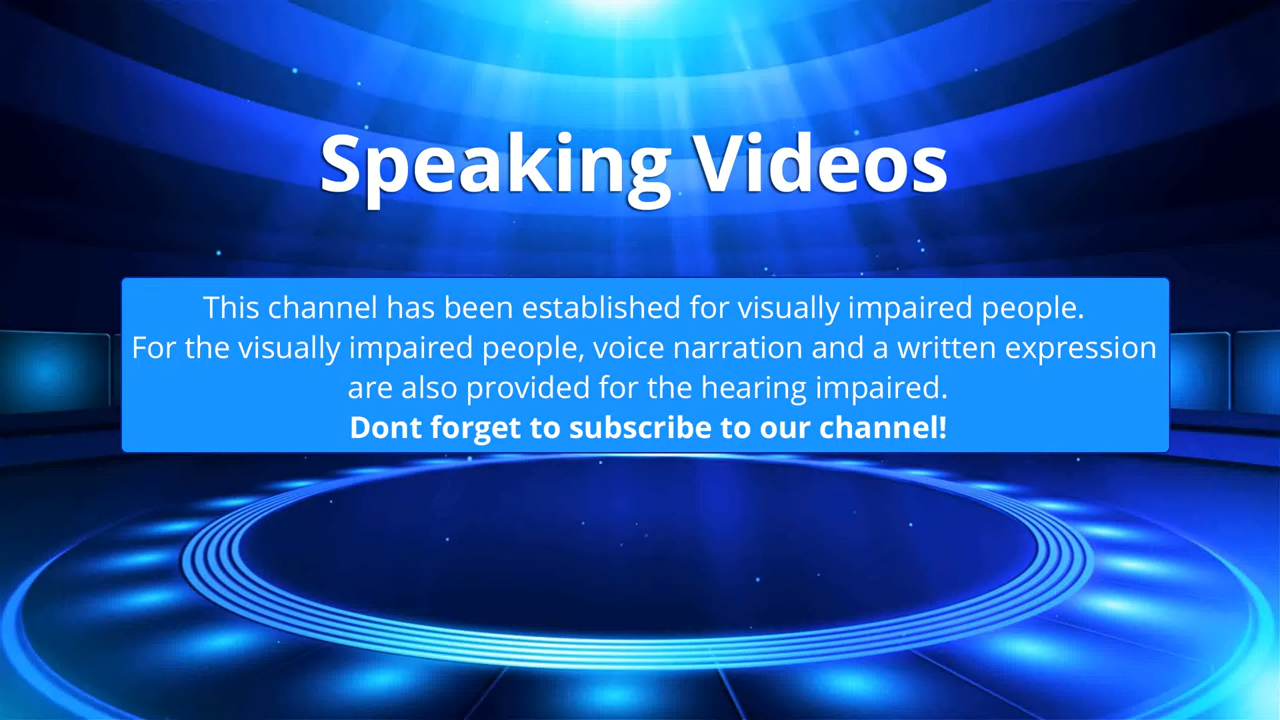 Speaking Videos
This channel has been established for visually impaired people.
For the visually impaired people, voice narration and a written expression
are also provided for the hearing impaired.
Dont forget to subscribe to our channel!